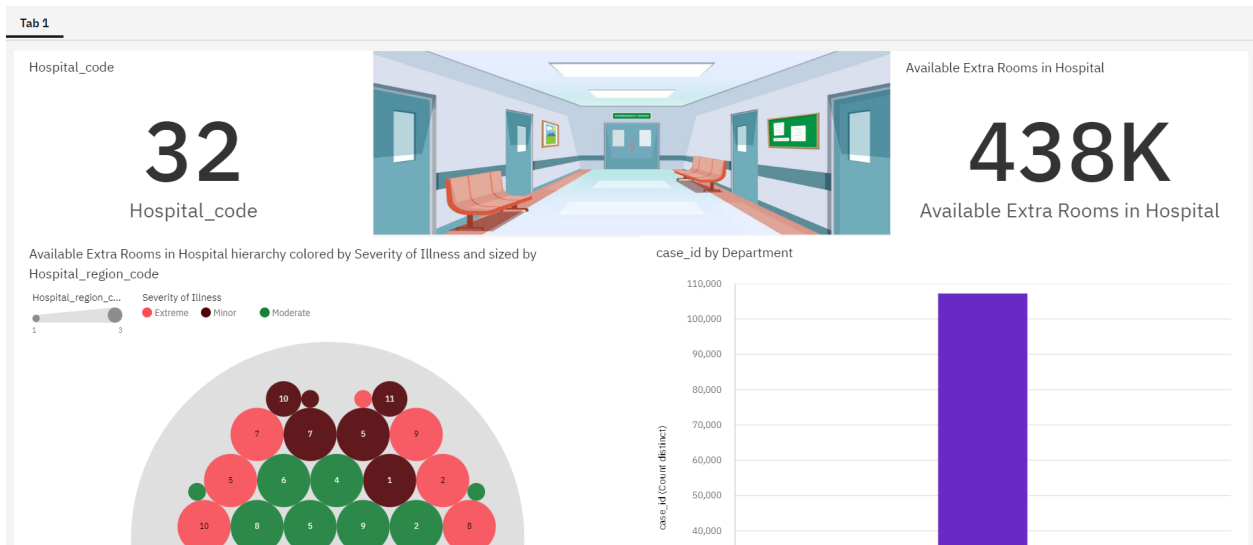 Tab 1
Hospital_code
32
Hospital_code
Available Extra Rooms in Hospital
438K
Available Extra Rooms in Hospital
Available Extra Rooms in Hospital hierarchy colored by Severity of Illness and sized by
Hospital_region_code
Hospital_region_c...
1 3
Severity of Illness
Extreme Minor Moderate
10 11
7 7 5 9
5 6 4 1 2
10 8 5 9 2 8
case_id by Department
case_id (Count distinct)
110,000
100,000
90,000
80,000
70,000
60,000
50,000
40,000